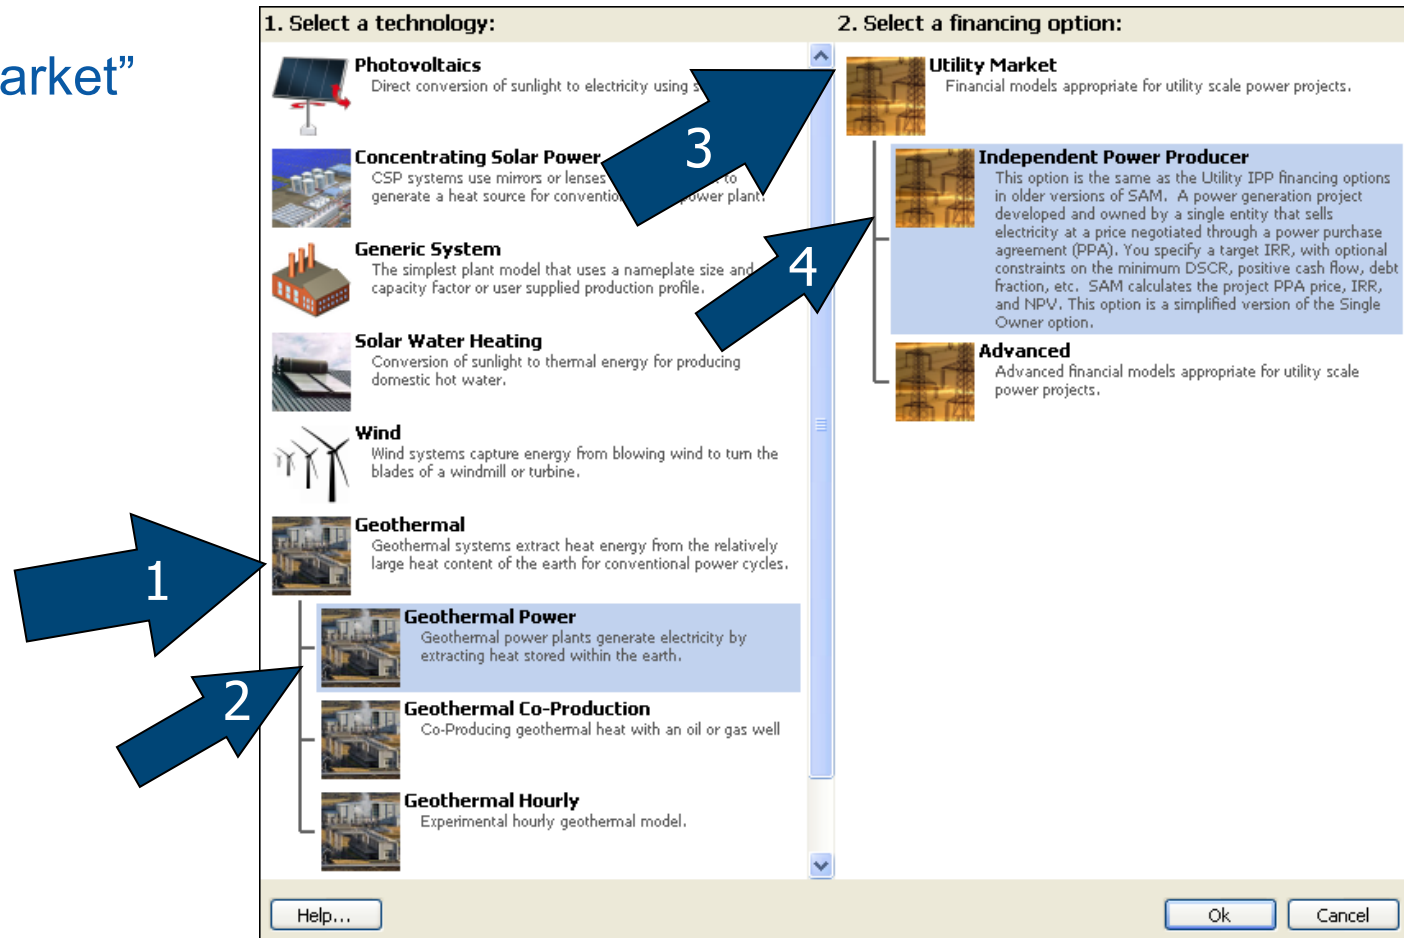 arket”
1. Select a technology:
Photovoltaics
Direct conversion of sunlight to electricity using s
Concentrating Solar Power
CSP systems use mirrors or lenses to
generate a heat source for convention power plant.
Generic System
The simplest plant model that uses a nameplate size and
capacity factor or user supplied production profile.
Solar Water Heating
Conversion of sunlight to thermal energy for producing
domestic hot water.
Wind
Wind systems capture energy from blowing wind to turn the
blades of a windmill or turbine.
Geothermal
Geothermal systems extract heat energy from the relatively
large heat content of the earth for conventional power cycles.
Geothermal Power
Geothermal power plants generate electricity by
extracting heat stored within the earth.
Geothermal Co-Production
Co-Producing geothermal heat with an oil or gas well
Geothermal Hourly
Experimental hourly geothermal model.
1
2
3
4
2. Select a financing option:
Utility Market
Financial models appropriate for utility scale power projects.
Independent Power Producer
This option is the same as the Utility IPP financing options
in older versions of SAM. A power generation project
developed and owned by a single entity that sells
electricity at a price negotiated through a power purchase
agreement (PPA). You specify a target IRR, with optional
constraints on the minimum DSCR, positive cash flow, debt
fraction, etc. SAM calculates the project PPA price, IRR,
and NPV. This option is a simplified version of the Single
Owner option.
Advanced
Advanced financial models appropriate for utility scale
power projects.
Help...
Ok
Cancel